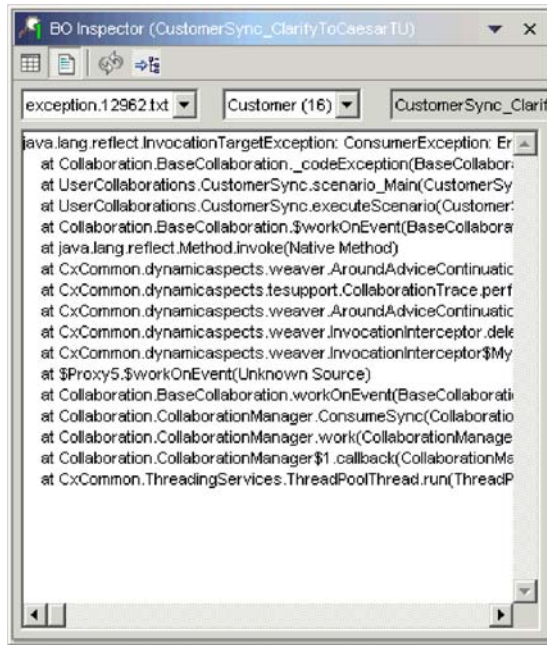 BO Inspector (CustomerSync_ClarityToCaesarTU)
exception.12962.txt Customer (16) CustomerSync_Clarif
java.lang.reflect.InvocationTargetException: ConsumerException: Er
at Collaboration.BaseCollaboration._codeException(BaseCollabora
at UserCollaborations.CustomerSync.scenario_Main(CustomerSy
at UserCollaborations.CustomerSync.executeScenario(Customer
at Collaboration.BaseCollaboration.$workOnEvent(BaseCollabora
at java.lang.reflect.Method.invoke(Native Method)
at CxCommon.dynamicaspects.weaver.AroundAdviceContinuatic
at CxCommon.dynamicaspects.tesupport.CollaborationTrace.perf
at CxCommon.dynamicaspects.weaver.AroundAdviceContinuatic
at CxCommon.dynamicaspects.weaver.InvocationInterceptor.dele
at CxCommon.dynamicaspects.weaver.InvocationInterceptor$My
at $Proxy5.$workOnEvent(Unknown Source)
at Collaboration.BaseCollaboration.workOnEvent(BaseCollaborati
at Collaboration.CollaborationManager.ConsumeSync(Collaboratio
at Collaboration.CollaborationManager.work(CollaborationManage
at Collaboration.CollaborationManager$1.callback(CollaborationMa
at CxCommon.ThreadingServices.ThreadPoolThread.run(ThreadP